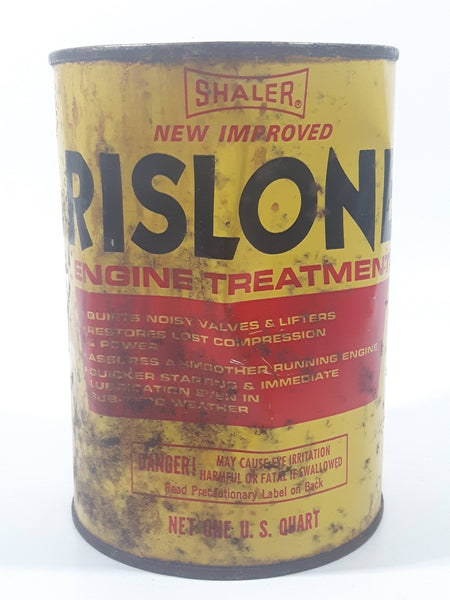 SHALER®
NEW IMPROVED
RISLONE
ENGINE TREATMENT
· QUIETS NOISY VALVES & LIFTERS
· RESTORES LOST COMPRESSION
& POWER
· ASSURES A SMOOTHER RUNNING ENGINE
· QUICKER STARTING & IMMEDIATE
LUBRICATION EVEN IN
SUB-ZERO WEATHER
DANGER! MAY CAUSE EYE IRRITATION
HARMFUL OR FATAL IF SWALLOWED
Read Precautionary Label on Back
NET ONE U. S. QUART